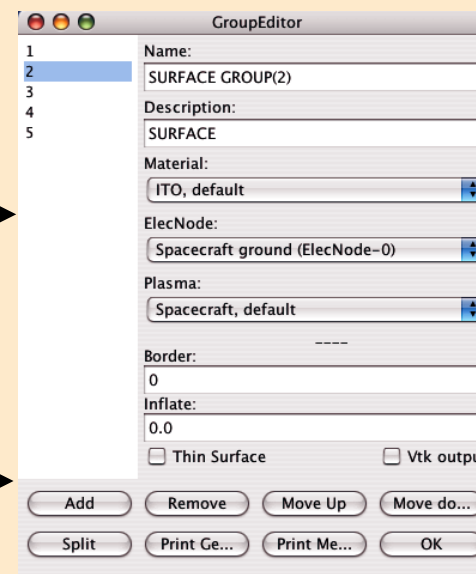 GroupEditor
1
2
3
4
5
Name:
SURFACE GROUP(2)
Description:
SURFACE
Material:
ITO, default
ElecNode:
Spacecraft ground (ElecNode-0)
Plasma:
Spacecraft, default
----
Border:
0
Inflate:
0.0
Thin Surface Vtk outpu
Add Remove Move Up Move do...
Split Print Ge... Print Me... OK